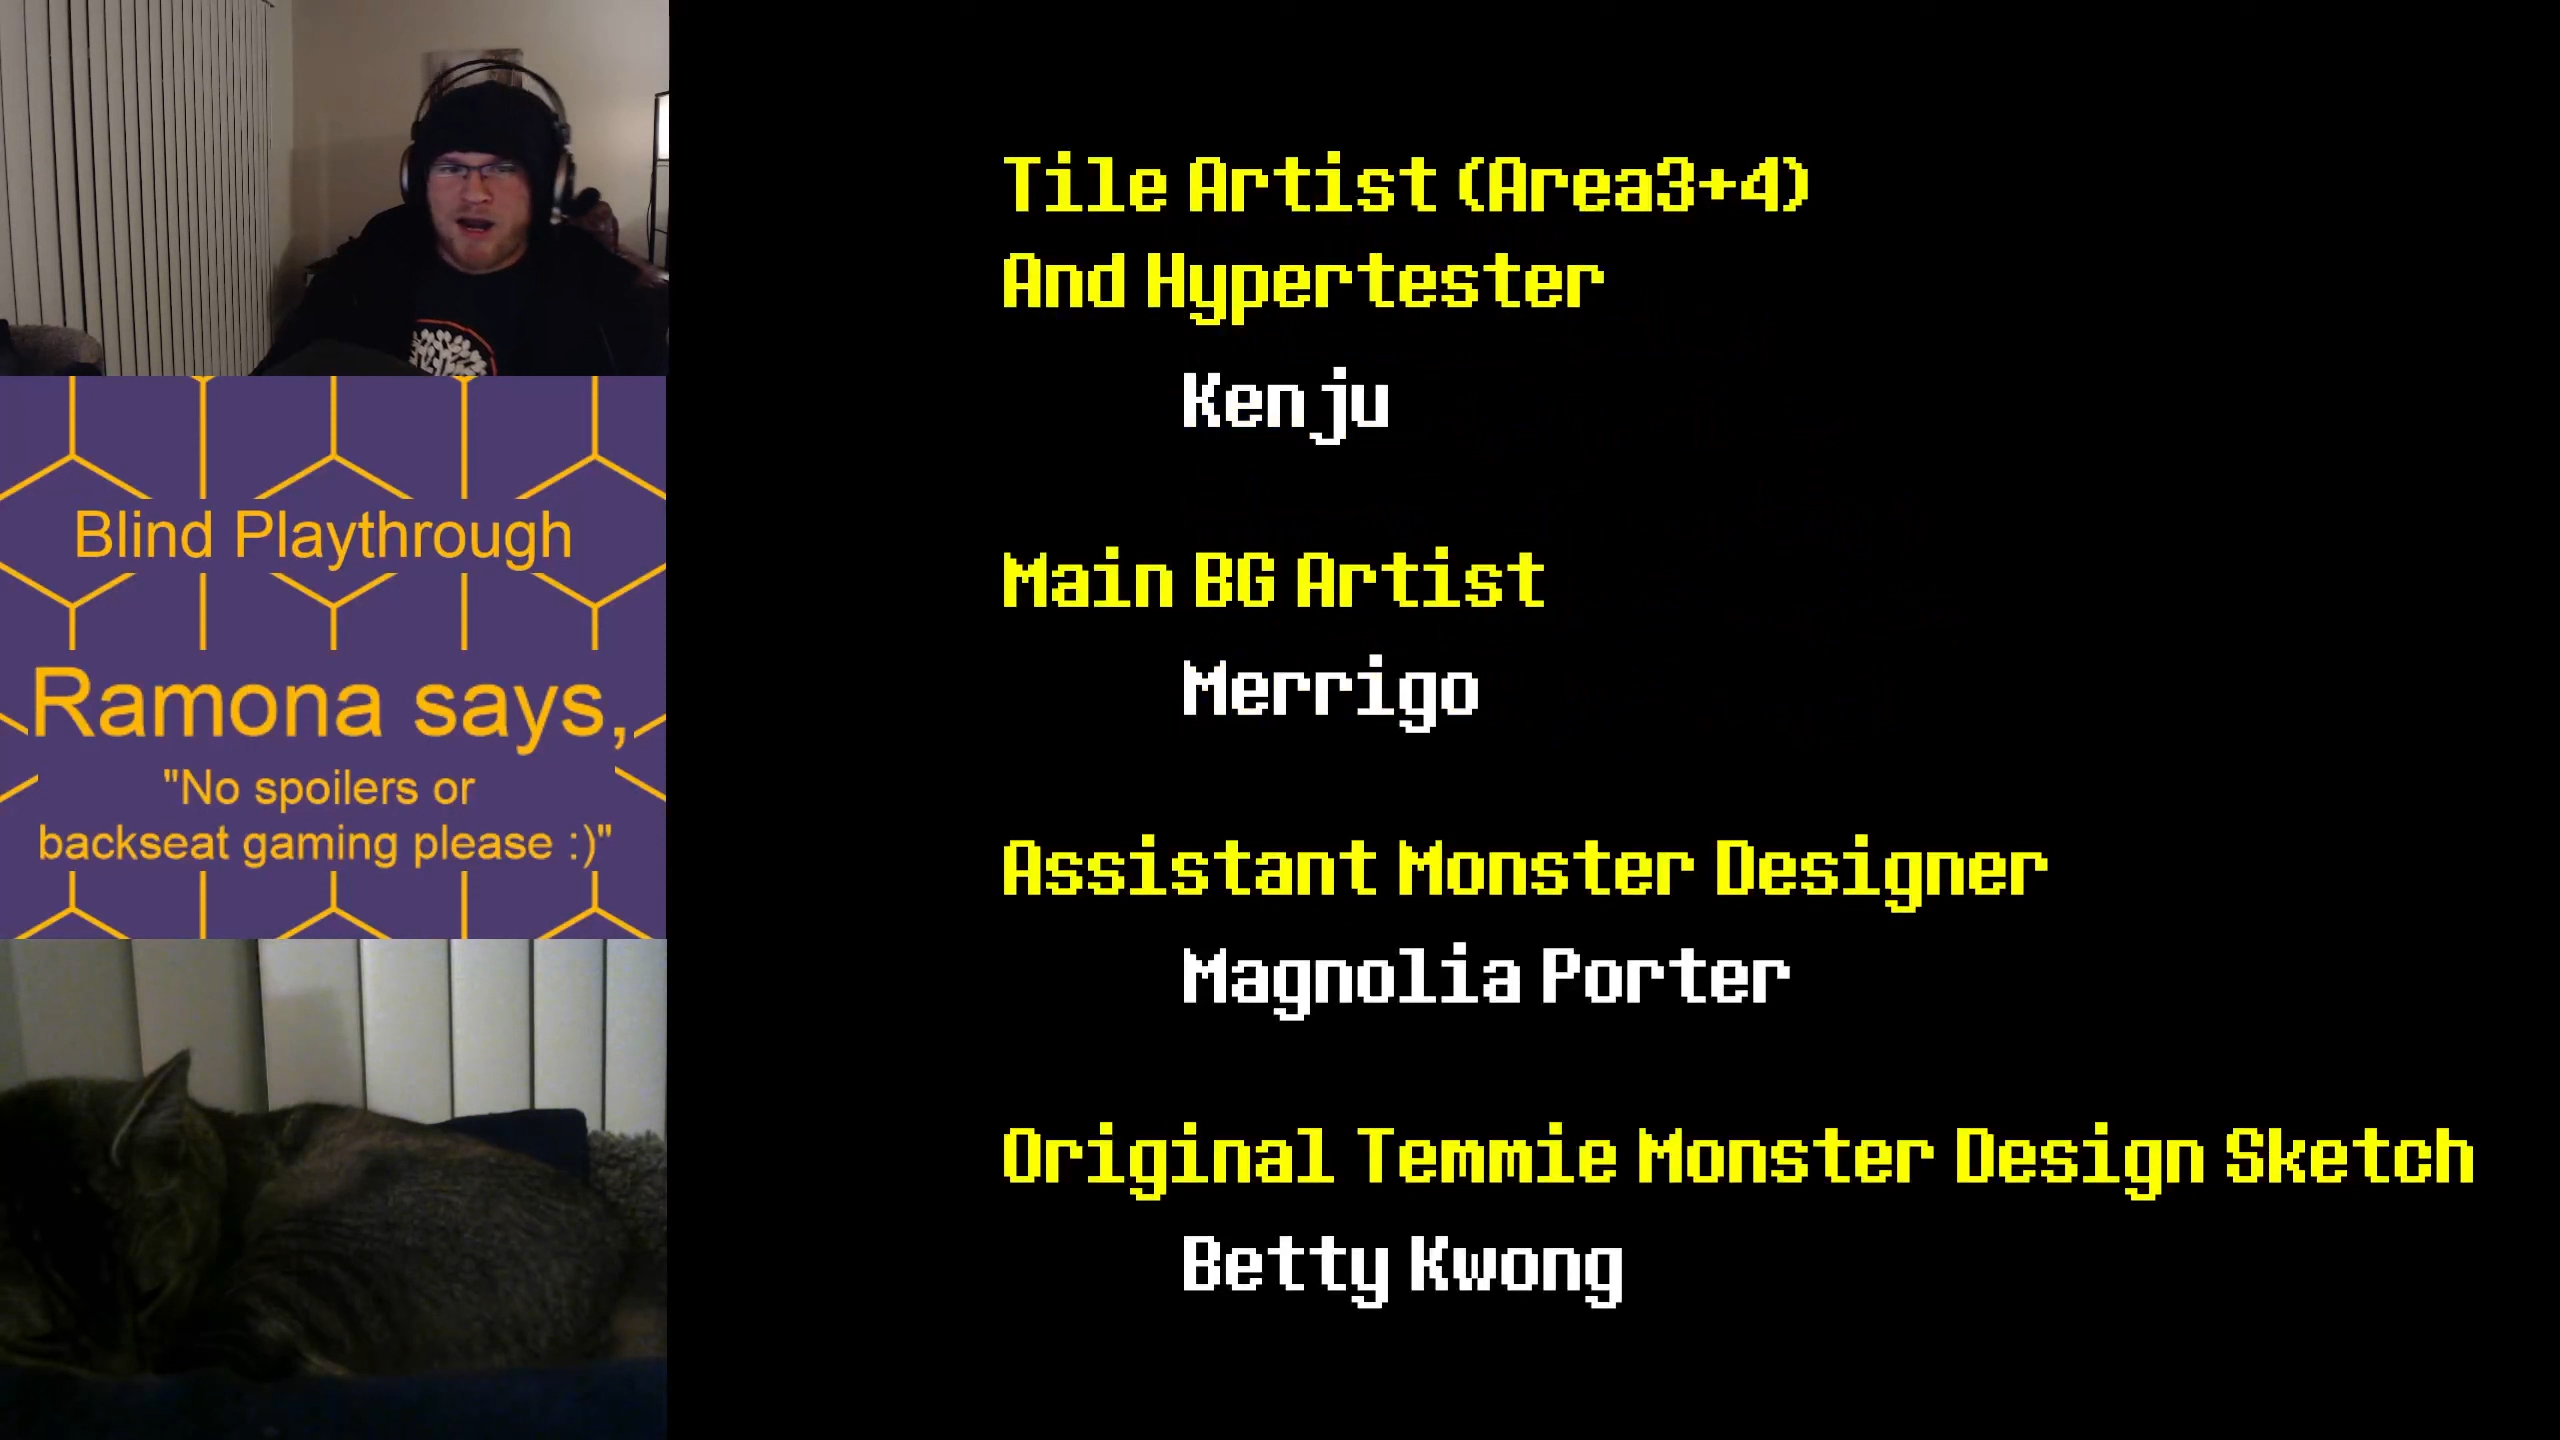 Blind Playthrough
Ramona says,
"No spoilers or
backseat gaming please :)"
Tile Artist (Area3+4)
And Hypertester
Kenju
Main BG Artist
Merrigo
Assistant Monster Designer
Magnolia Porter
Original Temmie Monster Design Sketch
Betty Kwong